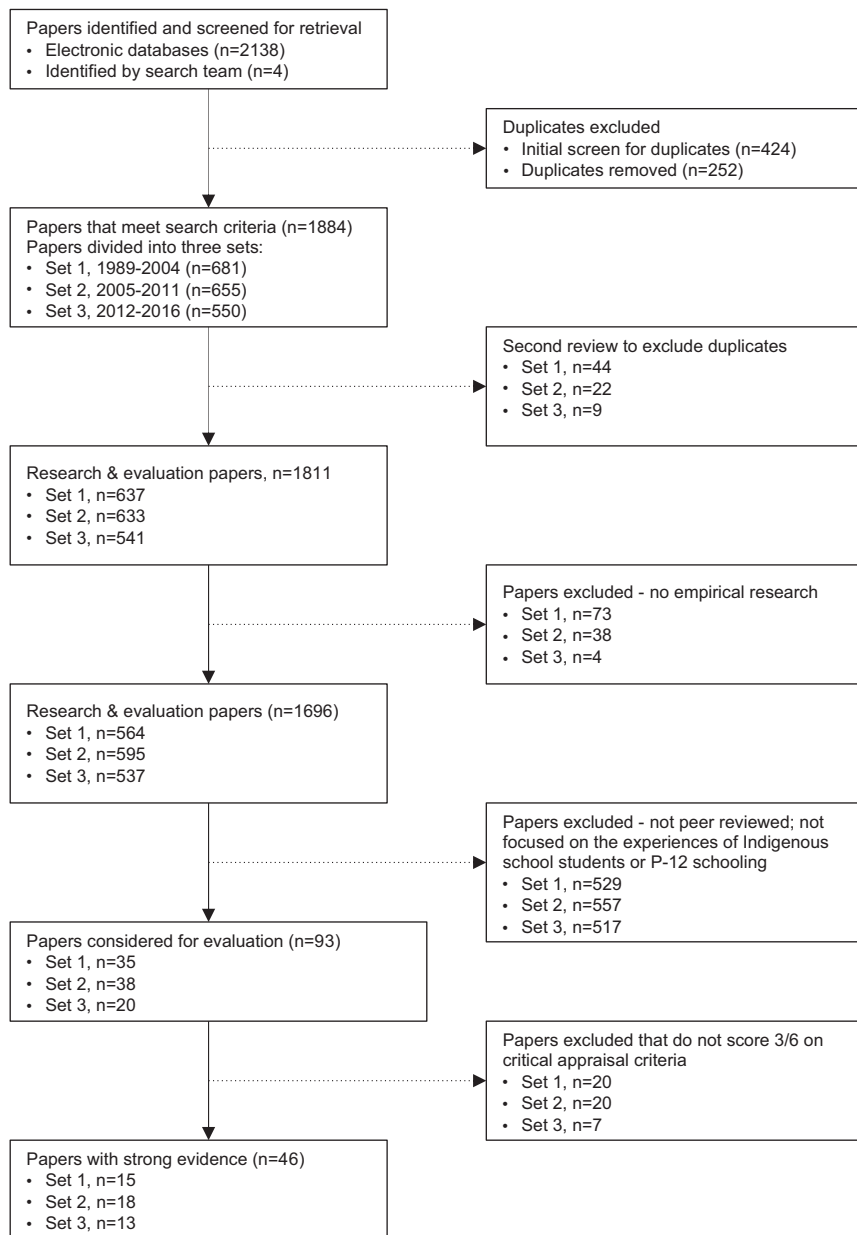 Papers identified and screened for retrieval
• Electronic databases (n=2138)
• Identified by search team (n=4)
Duplicates excluded
• Initial screen for duplicates (n=424)
• Duplicates removed (n=252)
Papers that meet search criteria (n=1884)
Papers divided into three sets:
• Set 1, 1989-2004 (n=681)
• Set 2, 2005-2011 (n=655)
• Set 3, 2012-2016 (n=550)
Second review to exclude duplicates
• Set 1, n=44
• Set 2, n=22
• Set 3, n=9
Research & evaluation papers, n=1811
• Set 1, n=637
• Set 2, n=633
• Set 3, n=541
Papers excluded - no empirical research
• Set 1, n=73
• Set 2, n=38
• Set 3, n=4
Research & evaluation papers (n=1696)
• Set 1, n=564
• Set 2, n=595
• Set 3, n=537
Papers excluded - not peer reviewed; not
focused on the experiences of Indigenous
school students or P-12 schooling
• Set 1, n=529
• Set 2, n=557
• Set 3, n=517
Papers considered for evaluation (n=93)
• Set 1, n=35
• Set 2, n=38
• Set 3, n=20
Papers excluded that do not score 3/6 on
critical appraisal criteria
• Set 1, n=20
• Set 2, n=20
• Set 3, n=7
Papers with strong evidence (n=46)
• Set 1, n=15
• Set 2, n=18
• Set 3, n=13